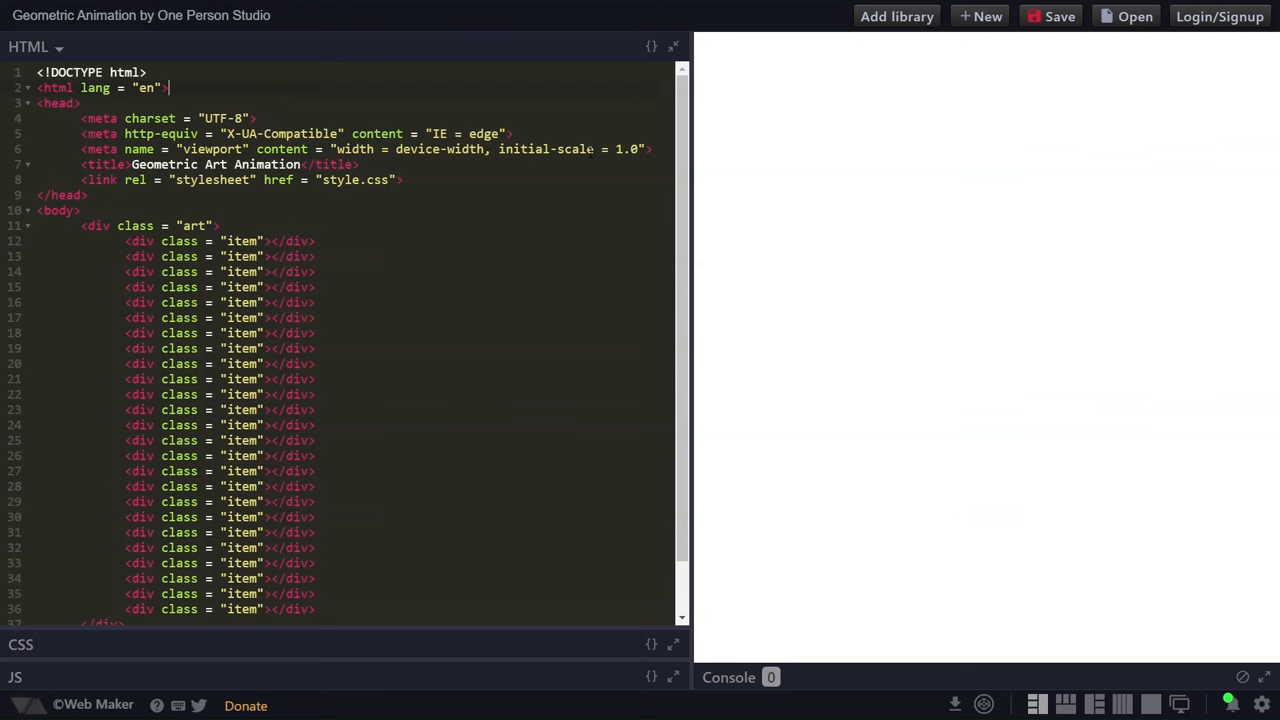 Geometric Animation by One Person Studio
Add library
+ New
Save
Open
Login/Signup
HTML
{}
1 <!DOCTYPE html>
2 <html lang = "en">
3 <head>
4 <meta charset = "UTF-8">
5 <meta http-equiv = "X-UA-Compatible" content = "IE = edge">
6 <meta name = "viewport" content = "width = device-width, initial-scale = 1.0">
7 <title>Geometric Art Animation</title>
8 <link rel = "stylesheet" href = "style.css">
9 </head>
10 <body>
11 <div class = "art">
12 <div class = "item"></div>
13 <div class = "item"></div>
14 <div class = "item"></div>
15 <div class = "item"></div>
16 <div class = "item"></div>
17 <div class = "item"></div>
18 <div class = "item"></div>
19 <div class = "item"></div>
20 <div class = "item"></div>
21 <div class = "item"></div>
22 <div class = "item"></div>
23 <div class = "item"></div>
24 <div class = "item"></div>
25 <div class = "item"></div>
26 <div class = "item"></div>
27 <div class = "item"></div>
28 <div class = "item"></div>
29 <div class = "item"></div>
30 <div class = "item"></div>
31 <div class = "item"></div>
32 <div class = "item"></div>
33 <div class = "item"></div>
34 <div class = "item"></div>
35 <div class = "item"></div>
36 <div class = "item"></div>
37 </div>
CSS
{}
JS
{}
Console 0
©Web Maker
Donate